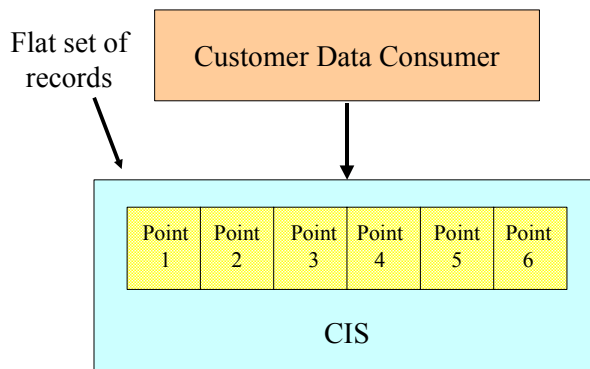 Flat set of
records
Customer Data Consumer
Point
1
Point
2
Point
3
Point
4
Point
5
Point
6
CIS